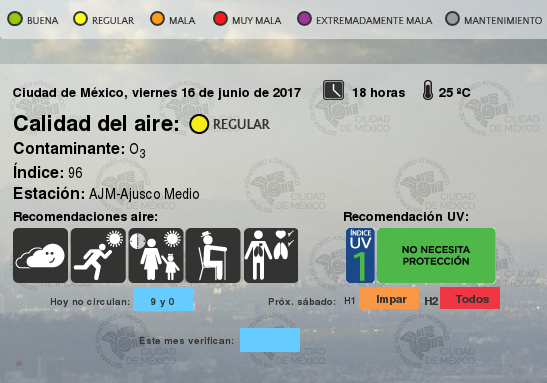 BUENA REGULAR MALA MUY MALA EXTREMADAMENTE MALA MANTENIMIENTO
Ciudad de México, viernes 16 de junio de 2017 18 horas 25 ºC
Calidad del aire: REGULAR
Contaminante: O3
Índice: 96
Estación: AJM-Ajusco Medio
Recomendaciones aire: Recomendación UV:
ÍNDICE UV 1 NO NECESITA PROTECCIÓN
Hoy no circulan: 9 y 0 Próx. sábado: H1 Impar H2 Todos
Este mes verifican:
CIUDAD DE MÉXICO